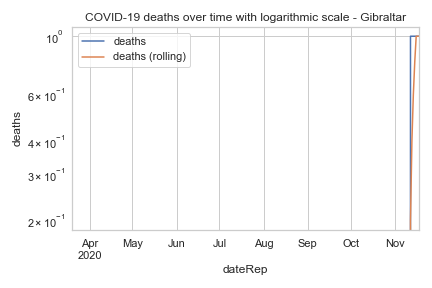 COVID-19 deaths over time with logarithmic scale - Gibraltar
deaths
deaths (rolling)
10⁰
6 × 10⁻¹
4 × 10⁻¹
3 × 10⁻¹
2 × 10⁻¹
deaths
Apr May Jun Jul Aug Sep Oct Nov
2020
dateRep